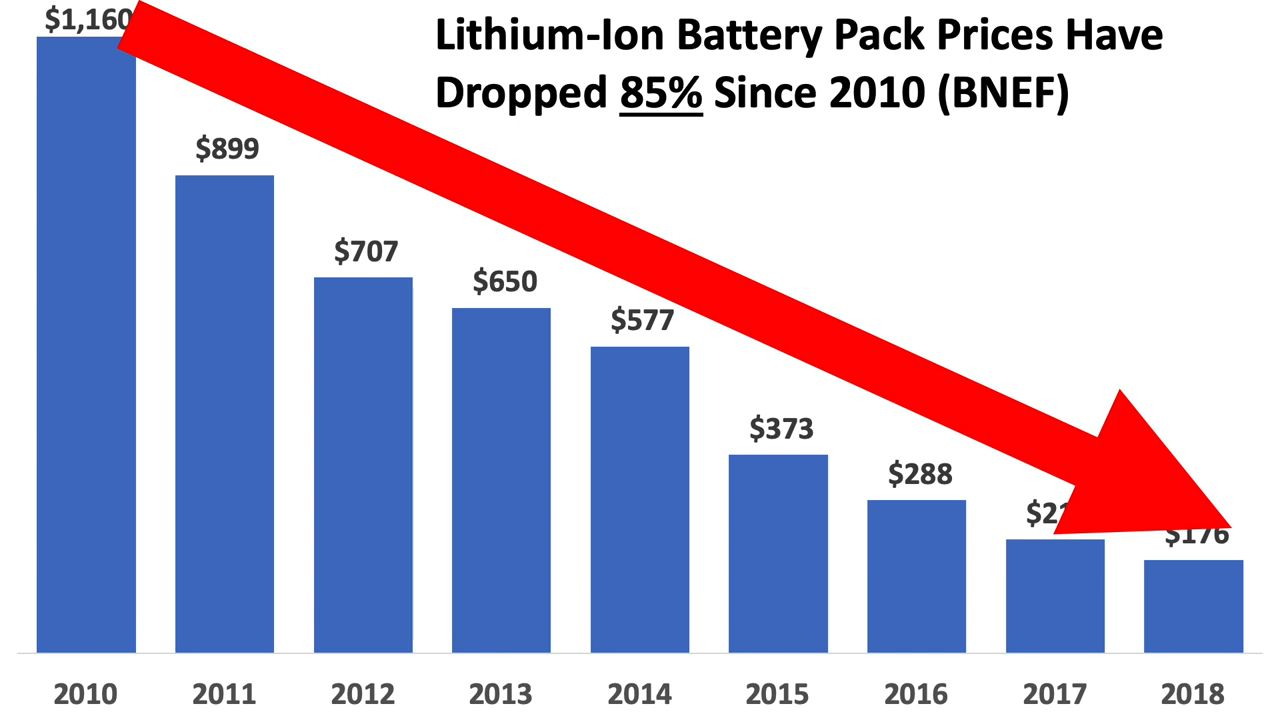 $1,160
Lithium-Ion Battery Pack Prices Have
Dropped 85% Since 2010 (BNEF)
$899
$707
$650
$577
$373
$288
$176
2010 2011 2012 2013 2014 2015 2016 2017 2018